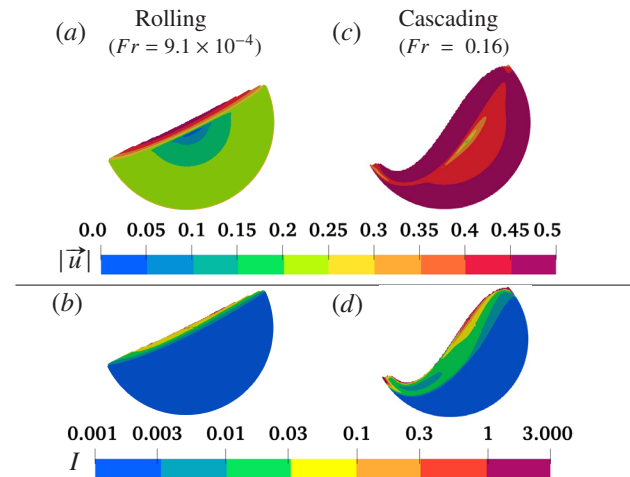 (a) Rolling (c) Cascading
(Fr = 9.1 × 10⁻⁴) (Fr = 0.16)
0.0 0.05 0.15 0.15 0.2 0.25 0.3 0.35 0.4 0.45 0.5
|u⃗|
(b) (d)
0.001 0.003 0.01 0.03 0.1 0.3 1 3.000
I